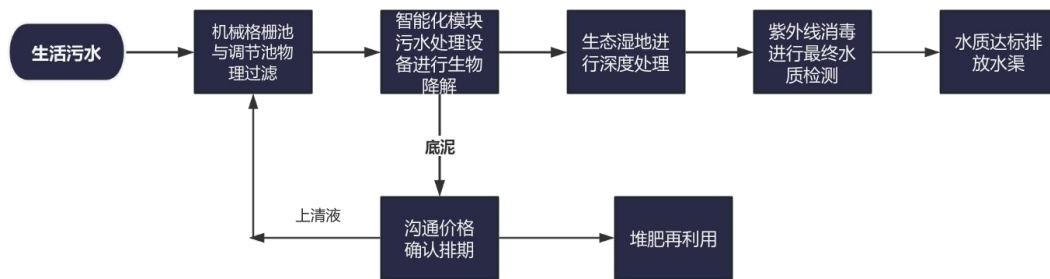 生活污水
机械格栅池
与调节池物
理过滤
智能化模块
污水处理设
备进行生物
降解
生态湿地进
行深度处理
紫外线消毒
进行最终水
质检测
水质达标排
放水渠
底泥
上清液
沟通价格
确认排期
堆肥再利用